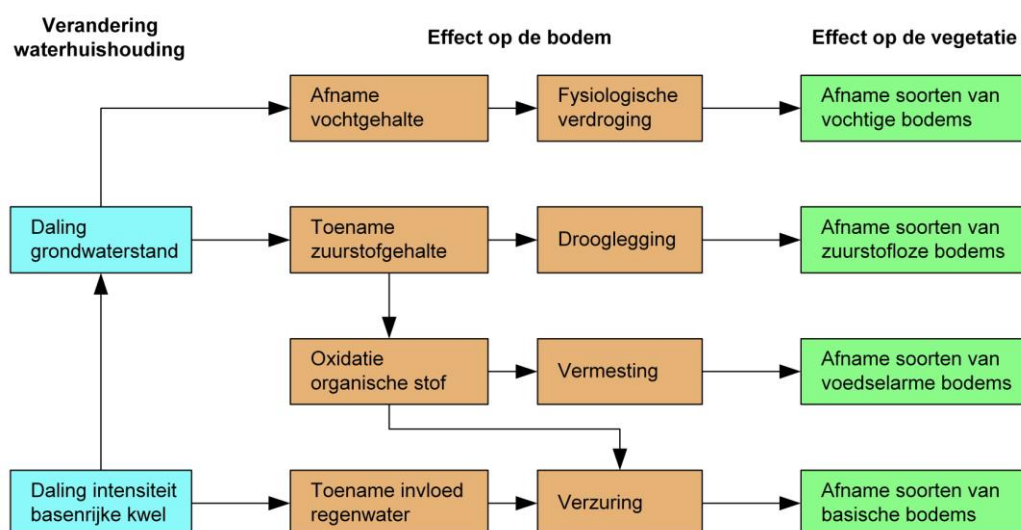 Verandering
waterhuishouding
Effect op de bodem
Effect op de vegetatie
Afname
vochtgehalte
Fysiologische
verdroging
Afname soorten van
vochtige bodems
Daling
grondwaterstand
Toename
zuurstofgehalte
Drooglegging
Afname soorten van
zuurstofloze bodems
Oxidatie
organische stof
Vermesting
Afname soorten van
voedselarme bodems
Daling intensiteit
basenrijke kwel
Toename invloed
regenwater
Verzuring
Afname soorten van
basische bodems